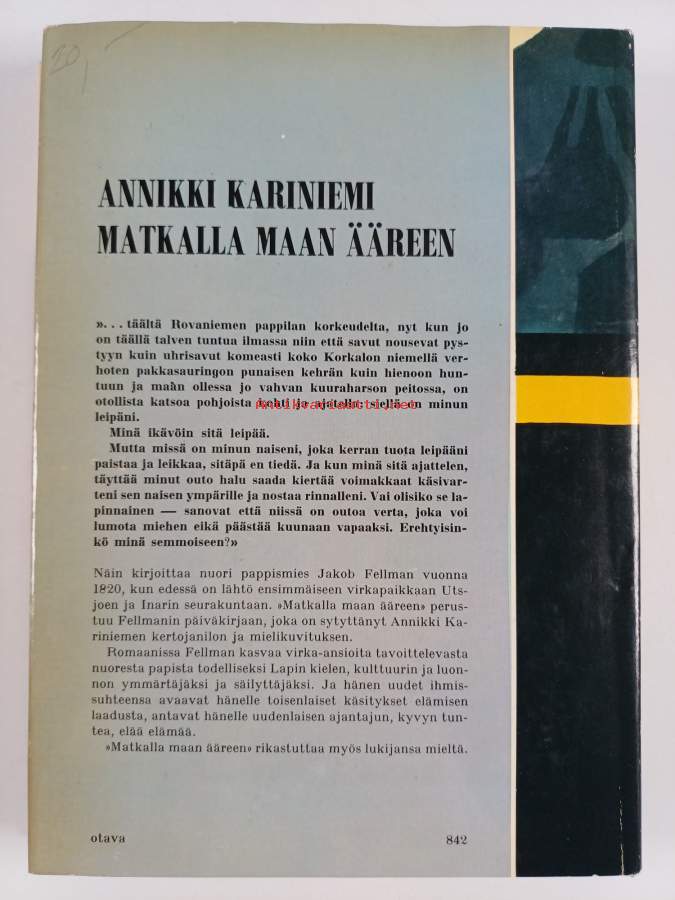 30,-
ANNIKKI KARINIEMI
MATKALLA MAAN ÄÄREEN
»... täältä Rovaniemen pappilan korkeudelta, nyt kun jo
on täällä talven tuntua ilmassa niin että savut nousevat pys-
tyyn kuin uhrisavut komeasti koko Korkalon niemellä ver-
hoten pakkasauringon punaisen kehrän kuin hienoon hun-
tuun ja maan ollessa jo vahvan kuuraharson peitossa, on
otollista katsoa pohjoista kohti ja ajatella: siellä on minun
Antikvariaatti.net
leipäni.
Minä ikävöin sitä leipää.
Mutta missä on minun naiseni, joka kerran tuota leipääni
paistaa ja leikkaa, sitäpä en tiedä. Ja kun minä sitä ajattelen,
täyttää minut outo halu saada kiertää voimakkaat käsivar-
teni sen naisen ympärille ja nostaa rinnalleni. Vai olisiko se la-
pinnainen — sanovat että niissä on outoa verta, joka voi
lumota miehen eikä päästää kuunaan vapaaksi. Erehtyisin-
kö minä semmoiseen?»
Näin kirjoittaa nuori pappismies Jakob Fellman vuonna
1820, kun edessä on lähtö ensimmäiseen virkapaikkaan Uts-
joen ja Inarin seurakuntaan. »Matkalla maan ääreen» perus-
tuu Fellmanin päiväkirjaan, joka on sytyttänyt Annikki Ka-
riniemen kertojanilon ja mielikuvituksen.
Romaanissa Fellman kasvaa virka-ansioita tavoittelevasta
nuoresta papista todelliseksi Lapin kielen, kulttuurin ja luon-
non ymmärtäjäksi ja säilyttäjäksi. Ja hänen uudet ihmis-
suhteensa avaavat hänelle toisenlaiset käsitykset elämisen
laadusta, antavat hänelle uudenlaisen ajantajun, kyvyn tun-
tea, elää elämää.
»Matkalla maan ääreen» rikastuttaa myös lukijansa mieltä.
otava
842